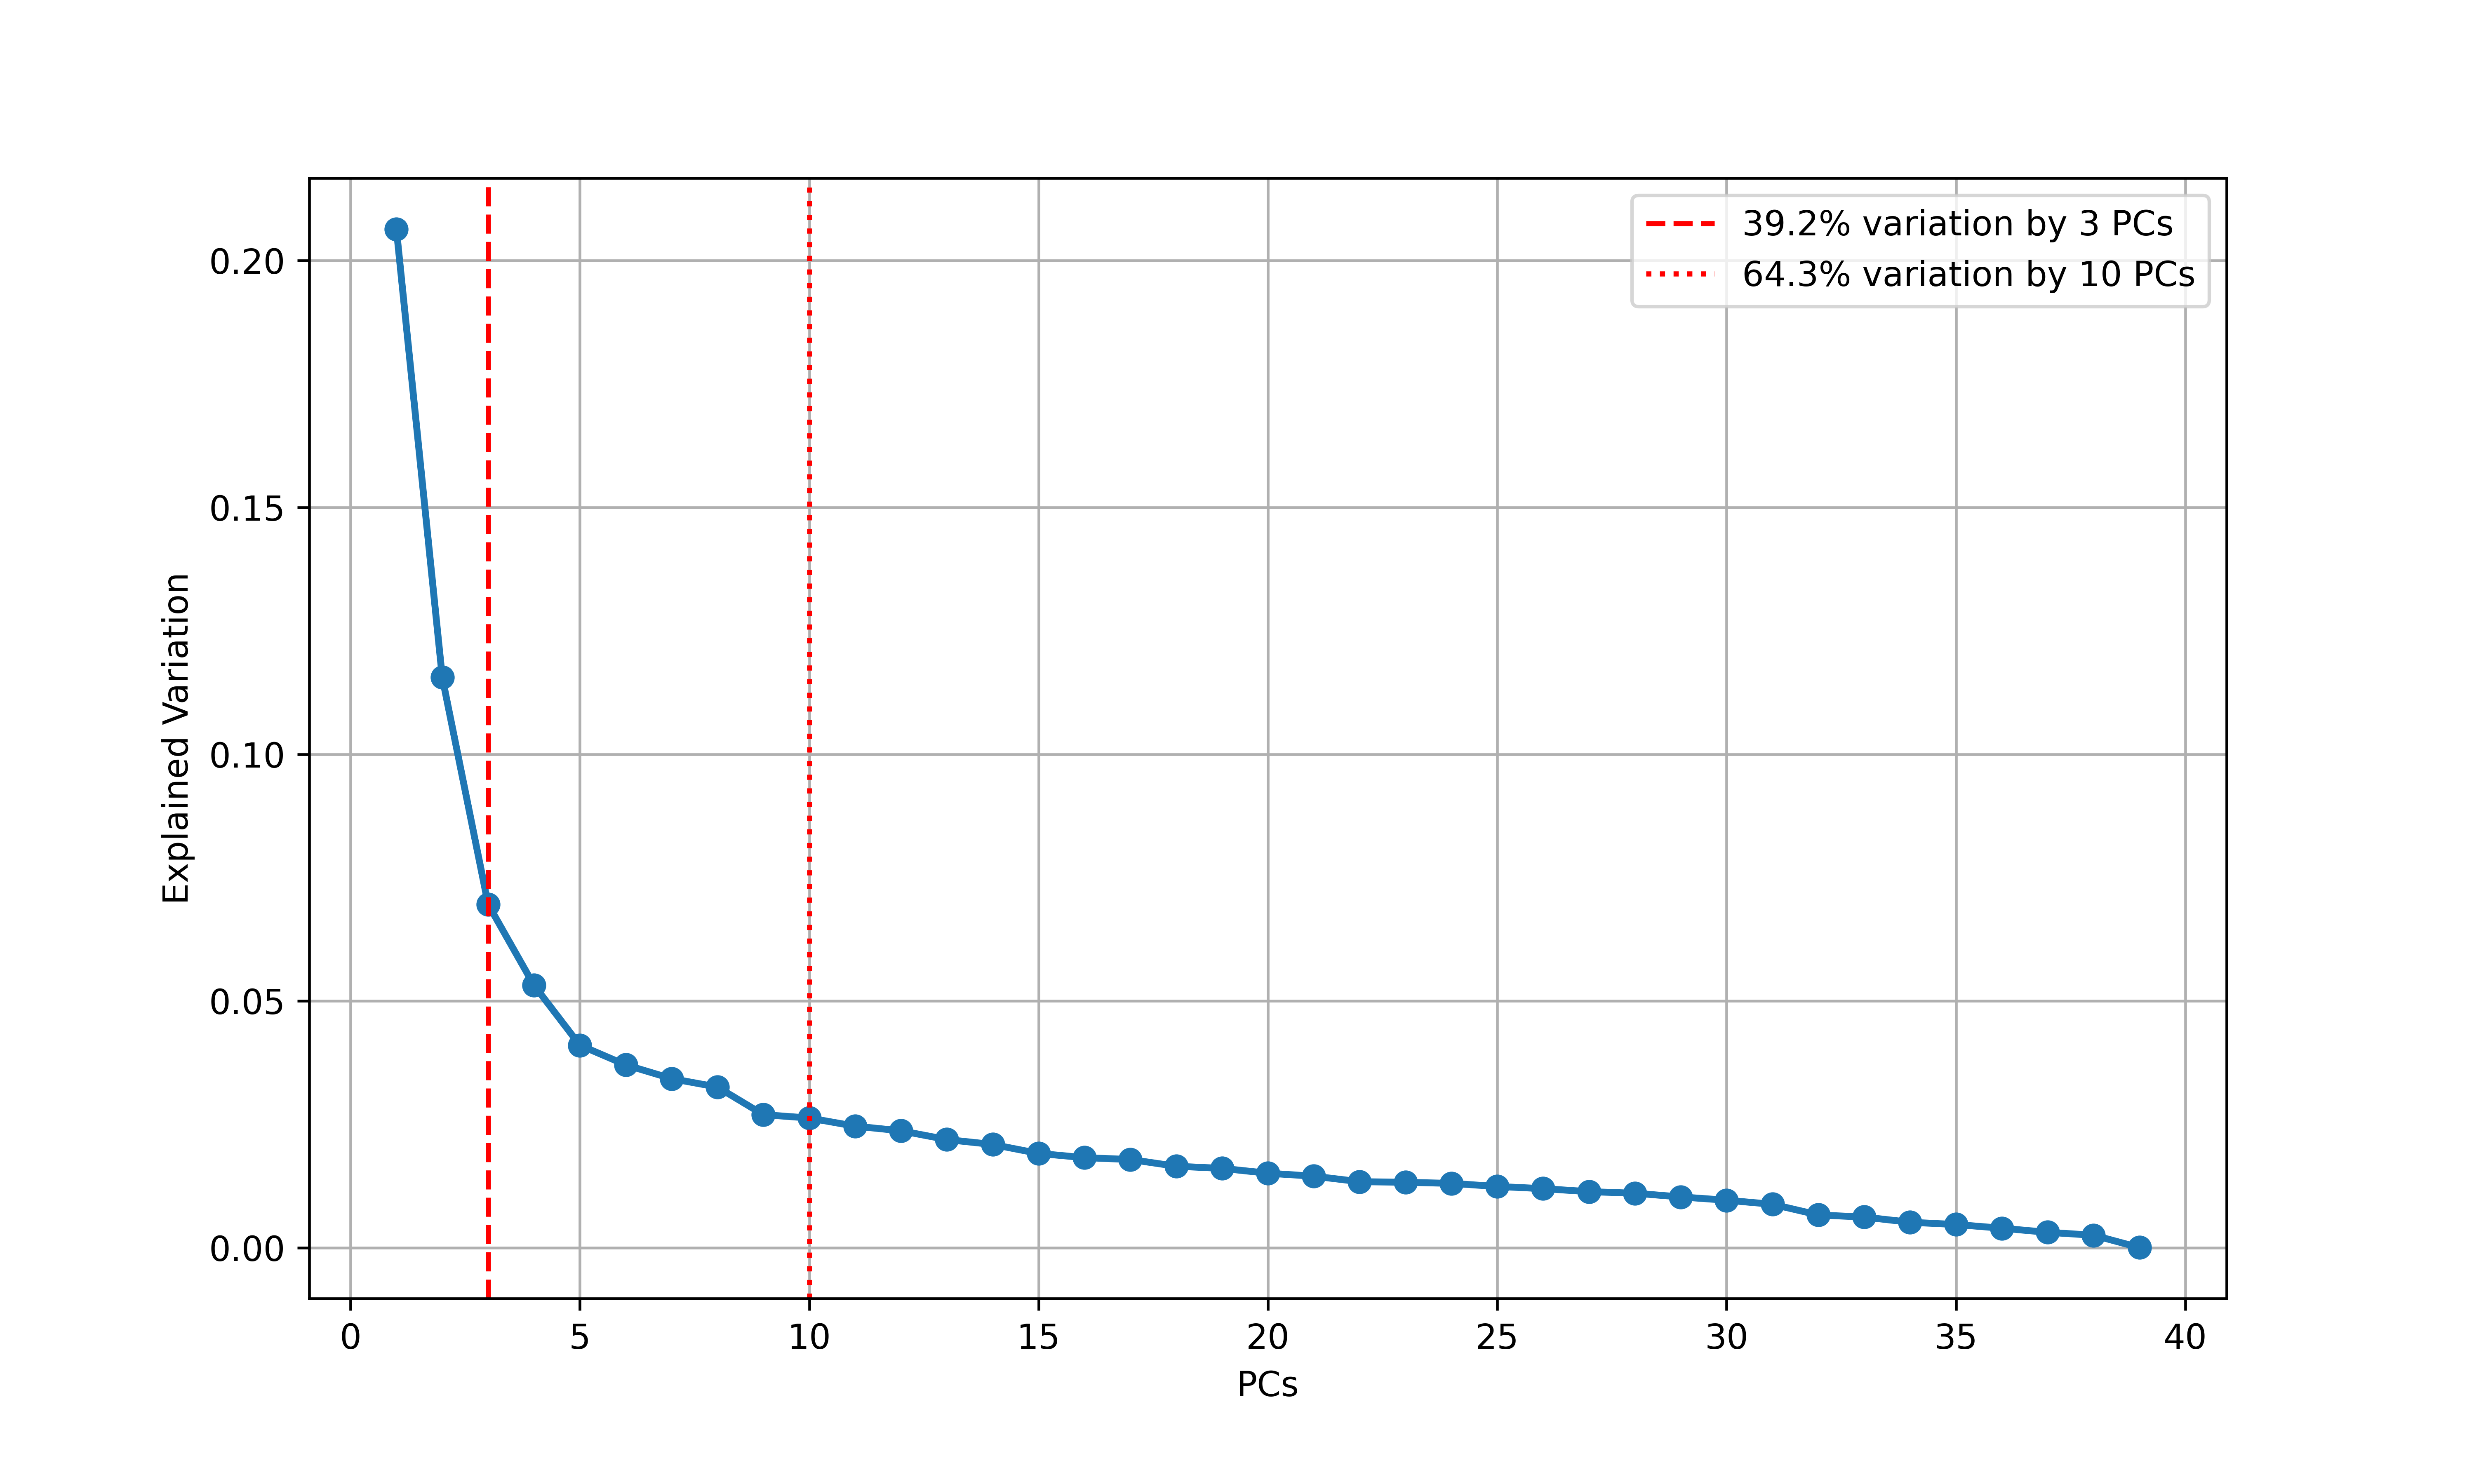 39.2% variation by 3 PCs
64.3% variation by 10 PCs
0.20
0.15
0.10
0.05
0.00
Explained Variation
0 5 10 15 20 25 30 35 40
PCs